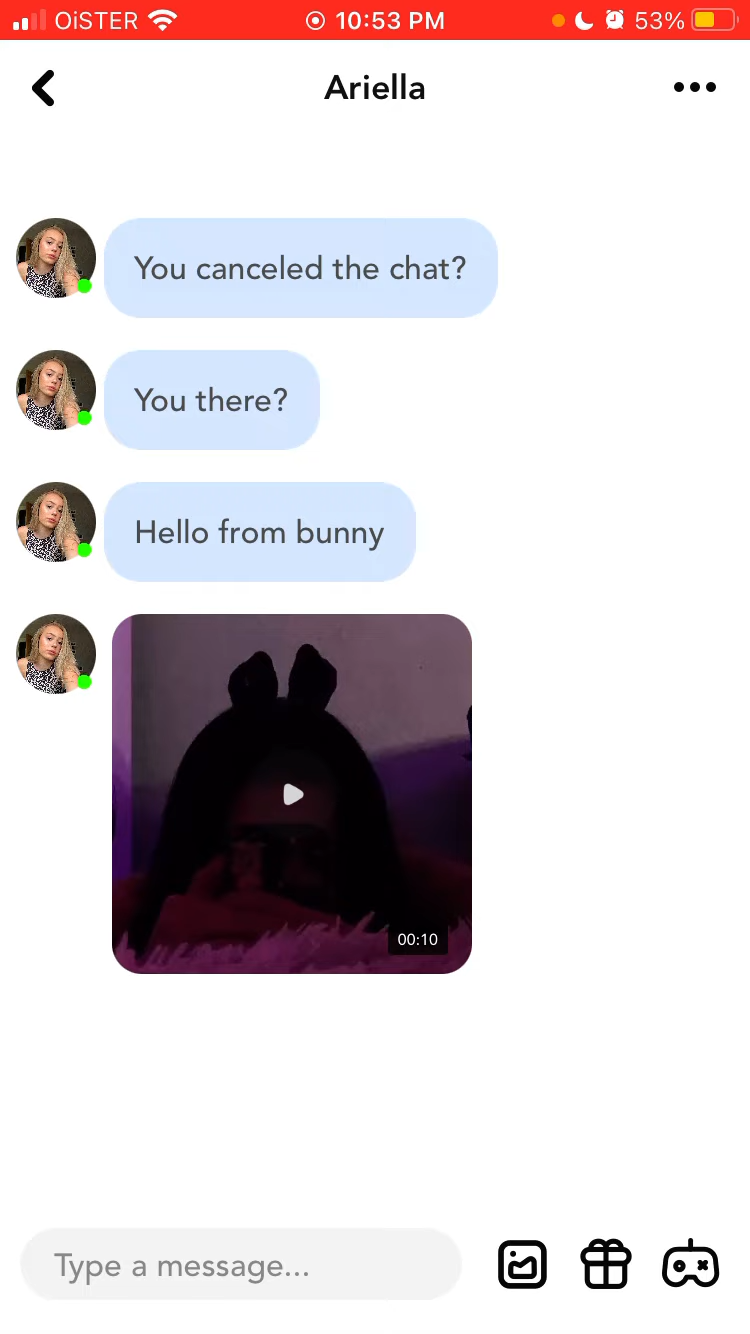 OiSTER 10:53 PM 53%
Ariella
You canceled the chat?
You there?
Hello from bunny
00:10
Type a message...